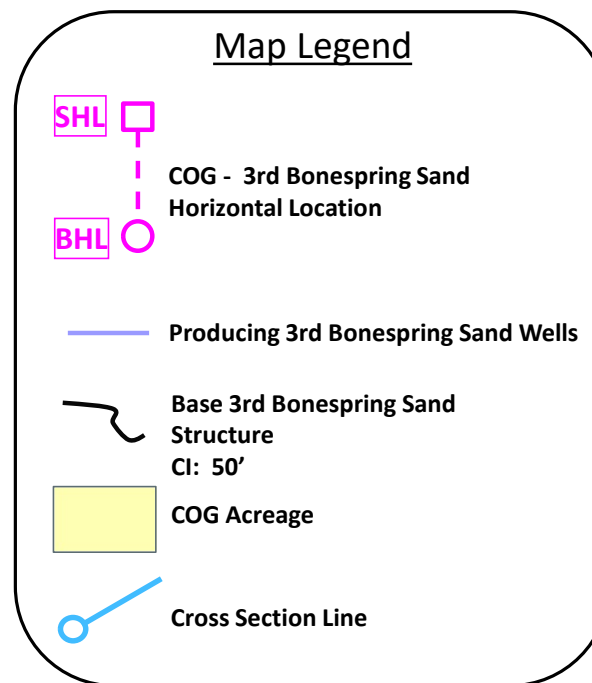 Map Legend
SHL
COG - 3rd Bonespring Sand
Horizontal Location
BHL
Producing 3rd Bonespring Sand Wells
Base 3rd Bonespring Sand
Structure
CI: 50’
COG Acreage
Cross Section Line